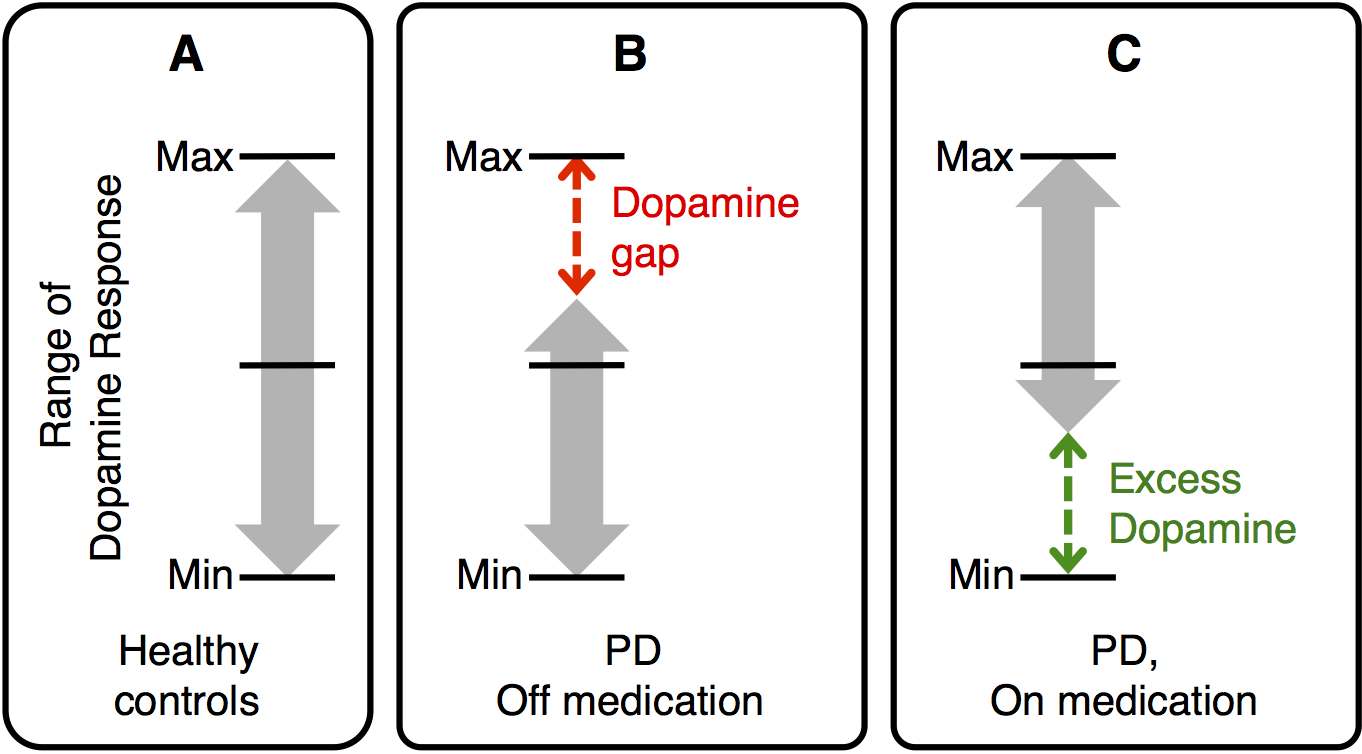 A
Max
Range of
Dopamine Response
Min
Healthy
controls
B
Max
Dopamine
gap
Min
PD
Off medication
C
Max
Excess
Dopamine
Min
PD,
On medication